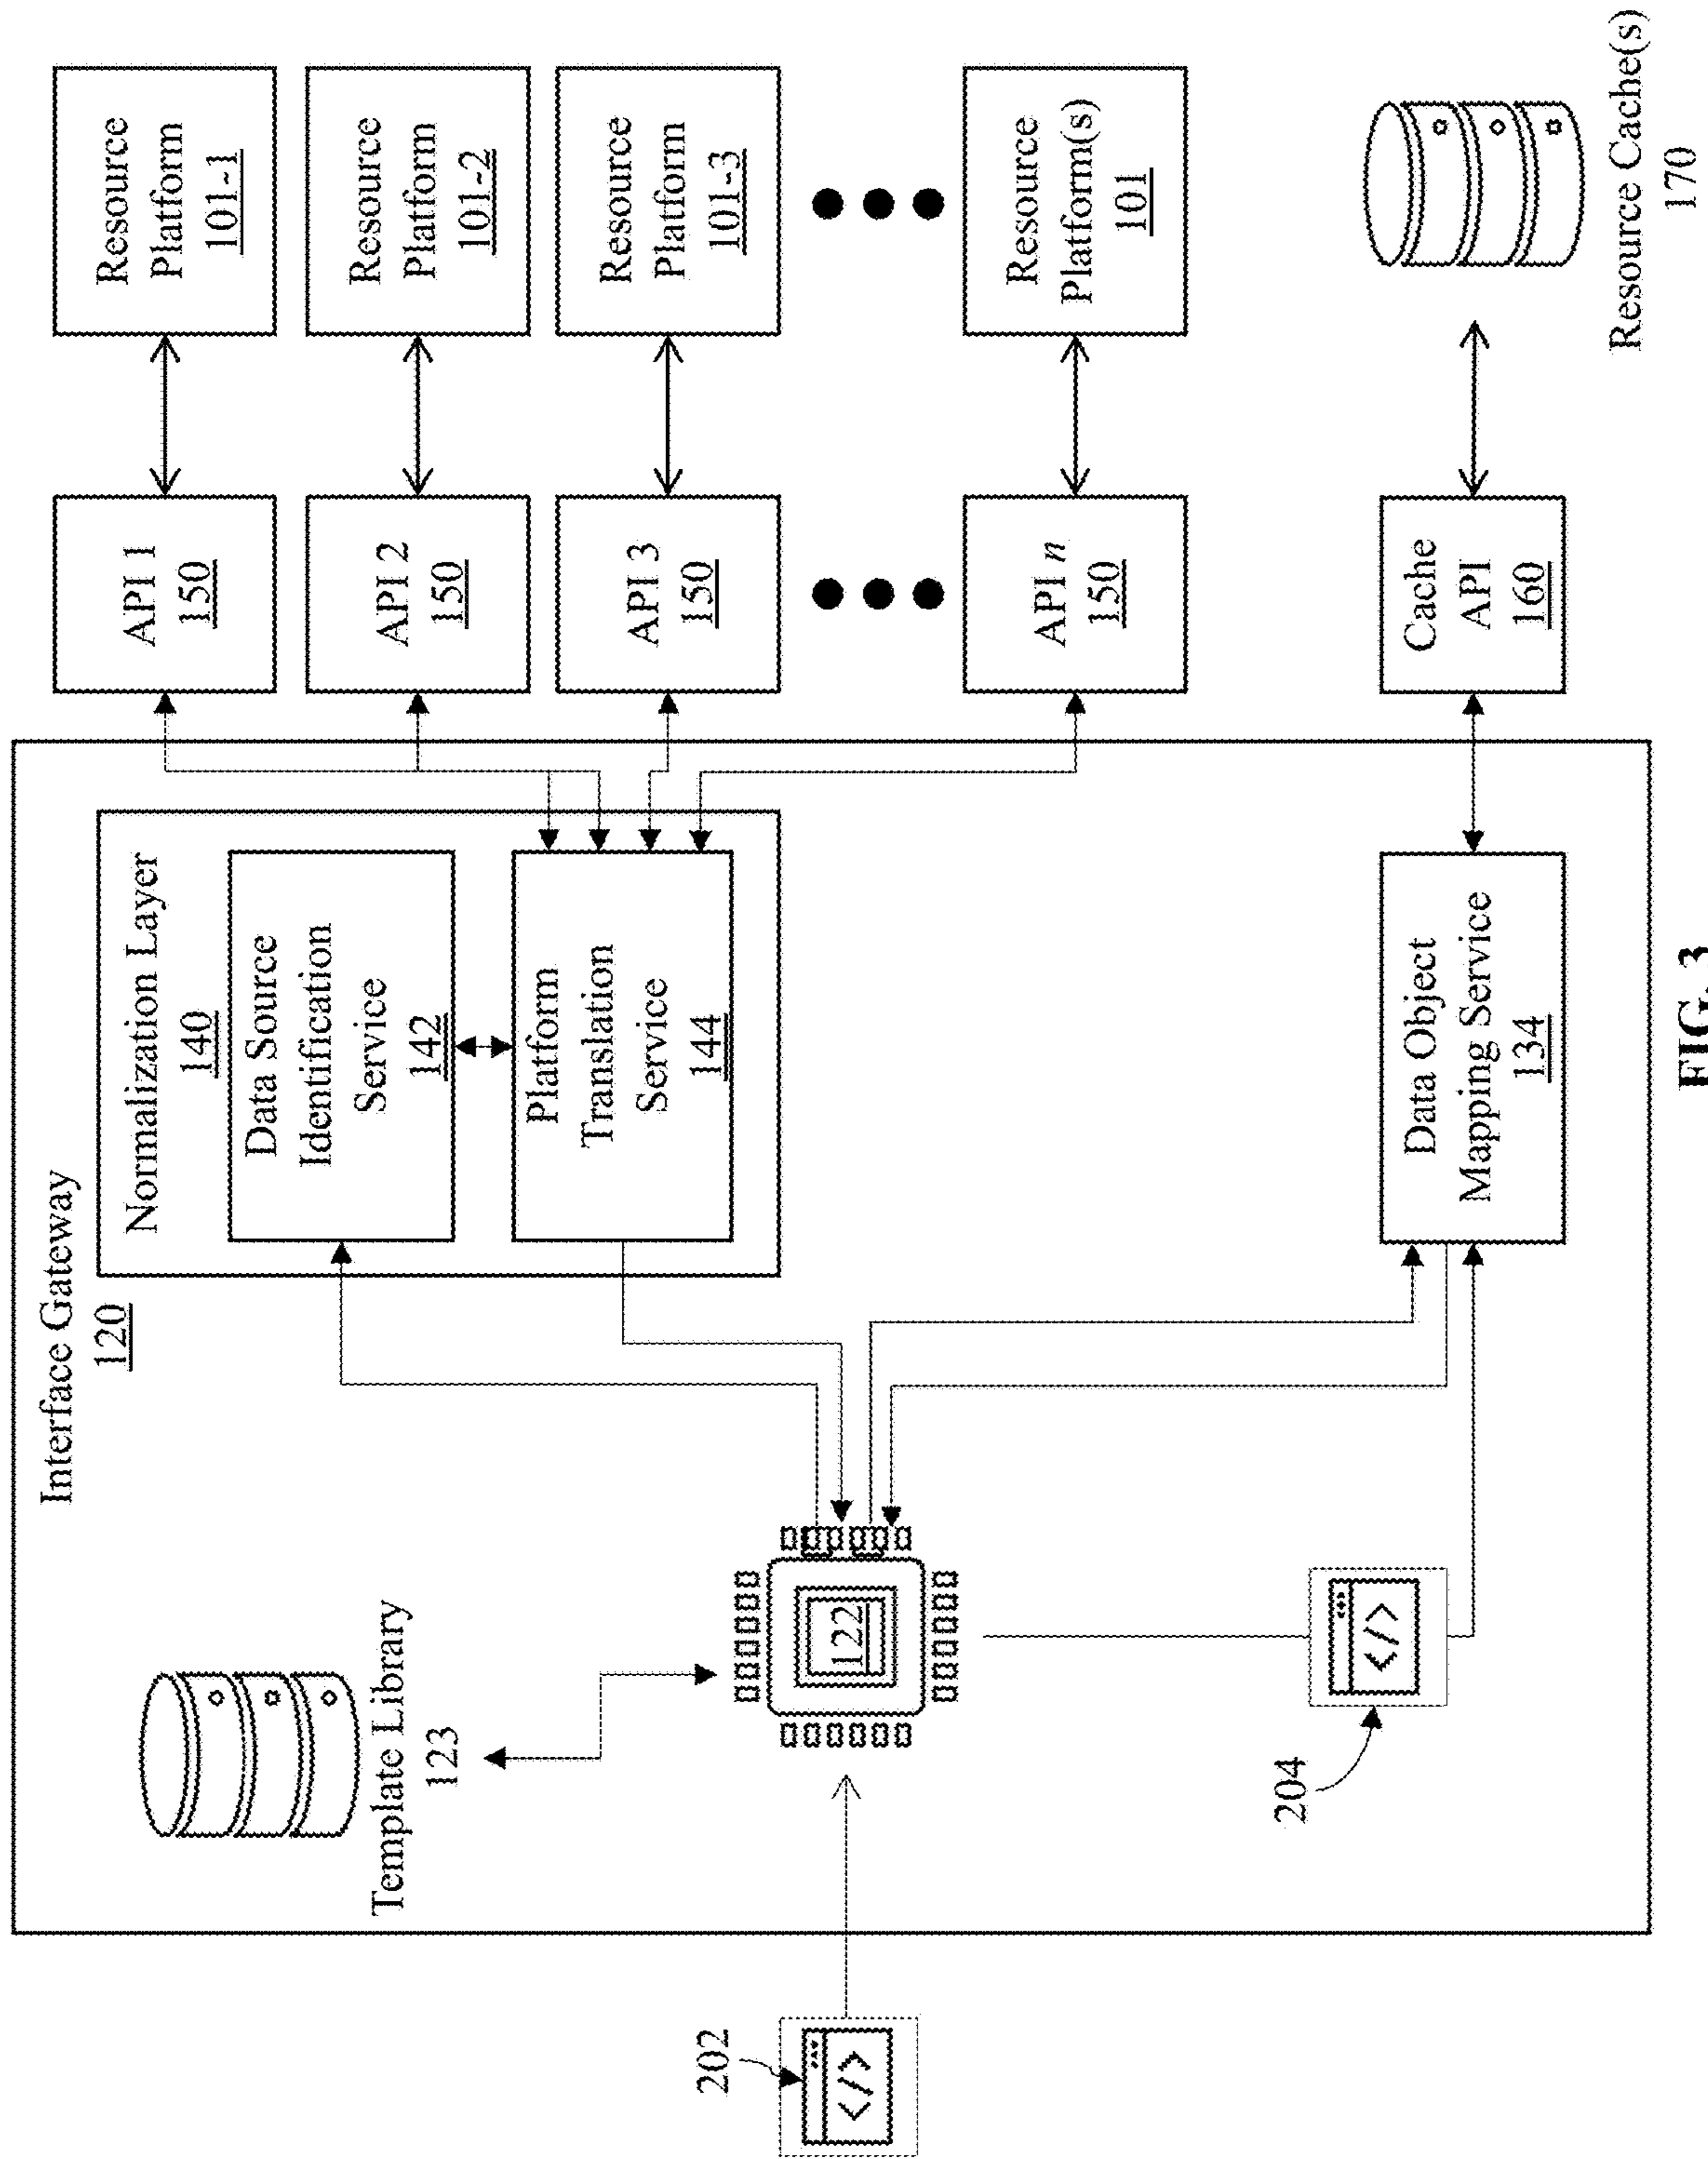 Interface Gateway
120
Template Library
123
Normalization Layer
140
Data Source
Identification
Service
142
Platform
Translation
Service
144
API 1
150
API 2
150
API 3
150
API n
150
Resource
Platform
101-1
Resource
Platform
101-2
Resource
Platform
101-3
Resource
Platform(s)
101
202
</>
122
204
</>
Data Object
Mapping Service
134
Cache
API
160
Resource Cache(s)
170
FIG. 3